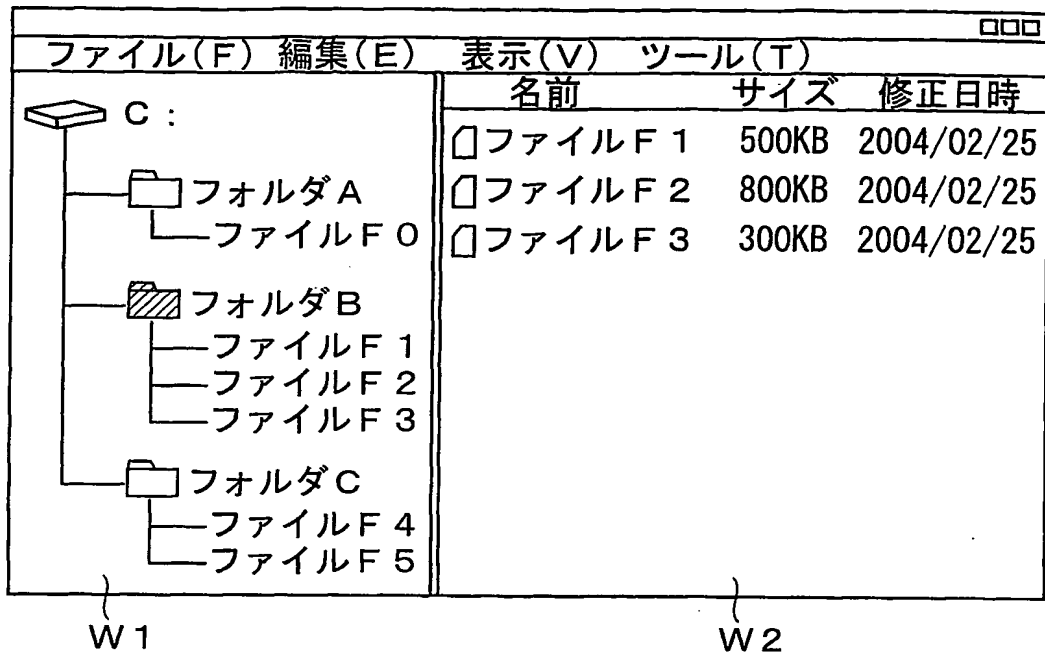 ファイル(F) 編集(E) 表示(V) ツール(T)
C:
フォルダA
ファイルF0
フォルダB
ファイルF1
ファイルF2
ファイルF3
フォルダC
ファイルF4
ファイルF5
名前 サイズ 修正日時
ファイルF1 500KB 2004/02/25
ファイルF2 800KB 2004/02/25
ファイルF3 300KB 2004/02/25
W1
W2